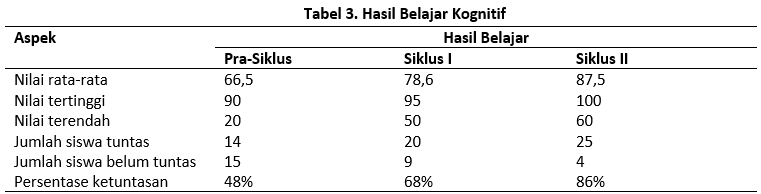 Tabel 3. Hasil Belajar Kognitif
Aspek Hasil Belajar
Pra-Siklus Siklus I Siklus II
Nilai rata-rata 66,5 78,6 87,5
Nilai tertinggi 90 95 100
Nilai terendah 20 50 60
Jumlah siswa tuntas 14 20 25
Jumlah siswa belum tuntas 15 9 4
Persentase ketuntasan 48% 68% 86%